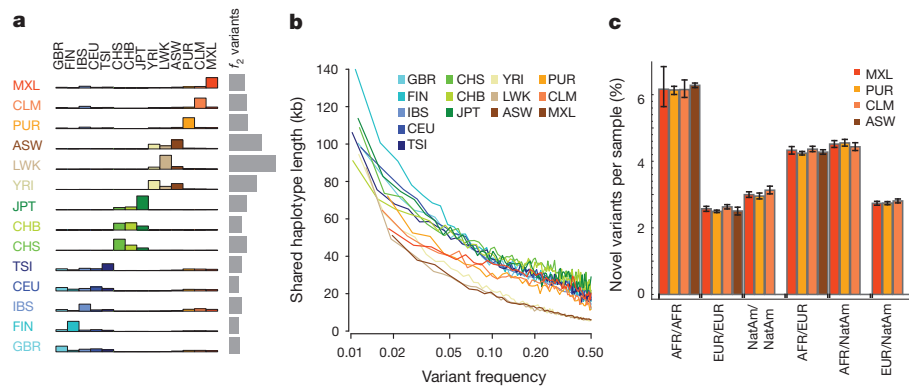 a
GBR FIN IBS CEU TSI CHS CHB JPT YRI LWK ASW PUR CLM MXL
f2 variants
MXL
CLM
PUR
ASW
LWK
YRI
JPT
CHB
CHS
TSI
CEU
IBS
FIN
GBR
b
Shared haplotype length (kb)
140
120
100
80
60
40
20
0
GBR CHS YRI PUR
FIN CHB LWK CLM
IBS JPT ASW MXL
CEU
TSI
0.01 0.02 0.05 0.10 0.20 0.50
Variant frequency
c
Novel variants per sample (%)
6
4
2
0
MXL
PUR
CLM
ASW
AFR/AFR
EUR/EUR
NatAm/
NatAm
AFR/EUR
AFR/NatAm
EUR/NatAm